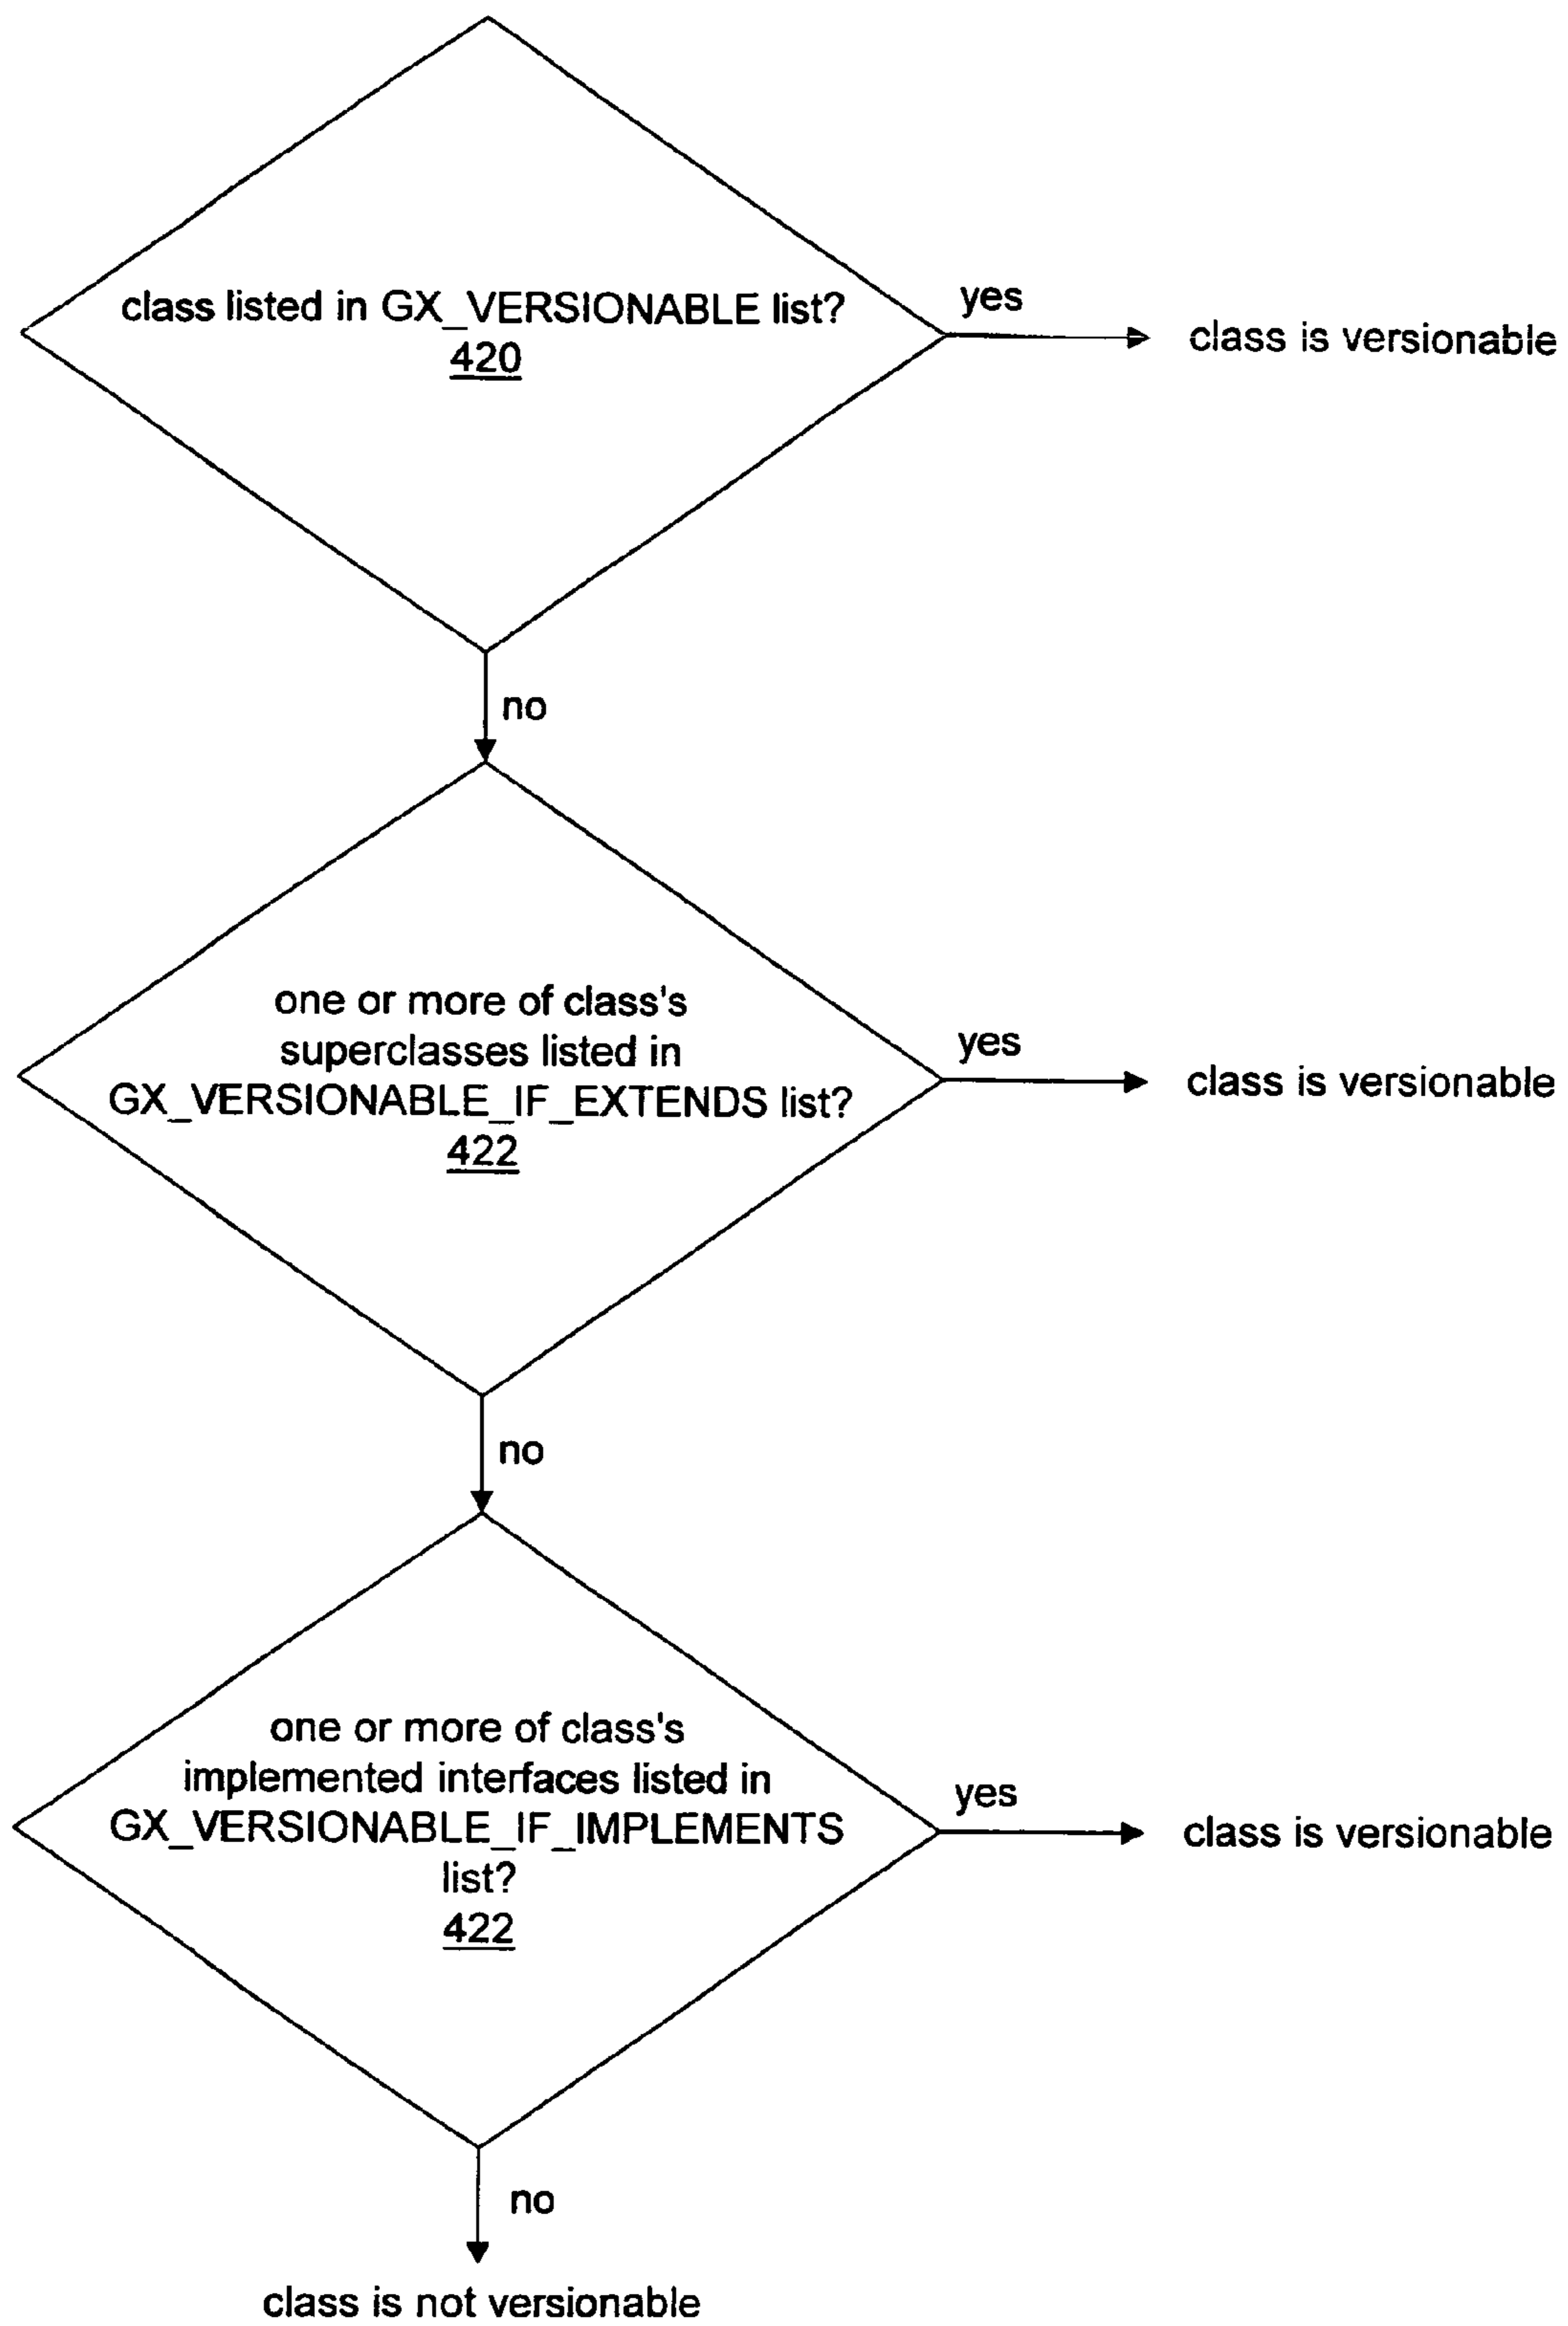 class listed in GX_VERSIONABLE list?
420
yes
class is versionable
no
one or more of class's
superclasses listed in
GX_VERSIONABLE_IF_EXTENDS list?
422
yes
class is versionable
no
one or more of class's
implemented interfaces listed in
GX_VERSIONABLE_IF_IMPLEMENTS
list?
422
yes
class is versionable
no
class is not versionable